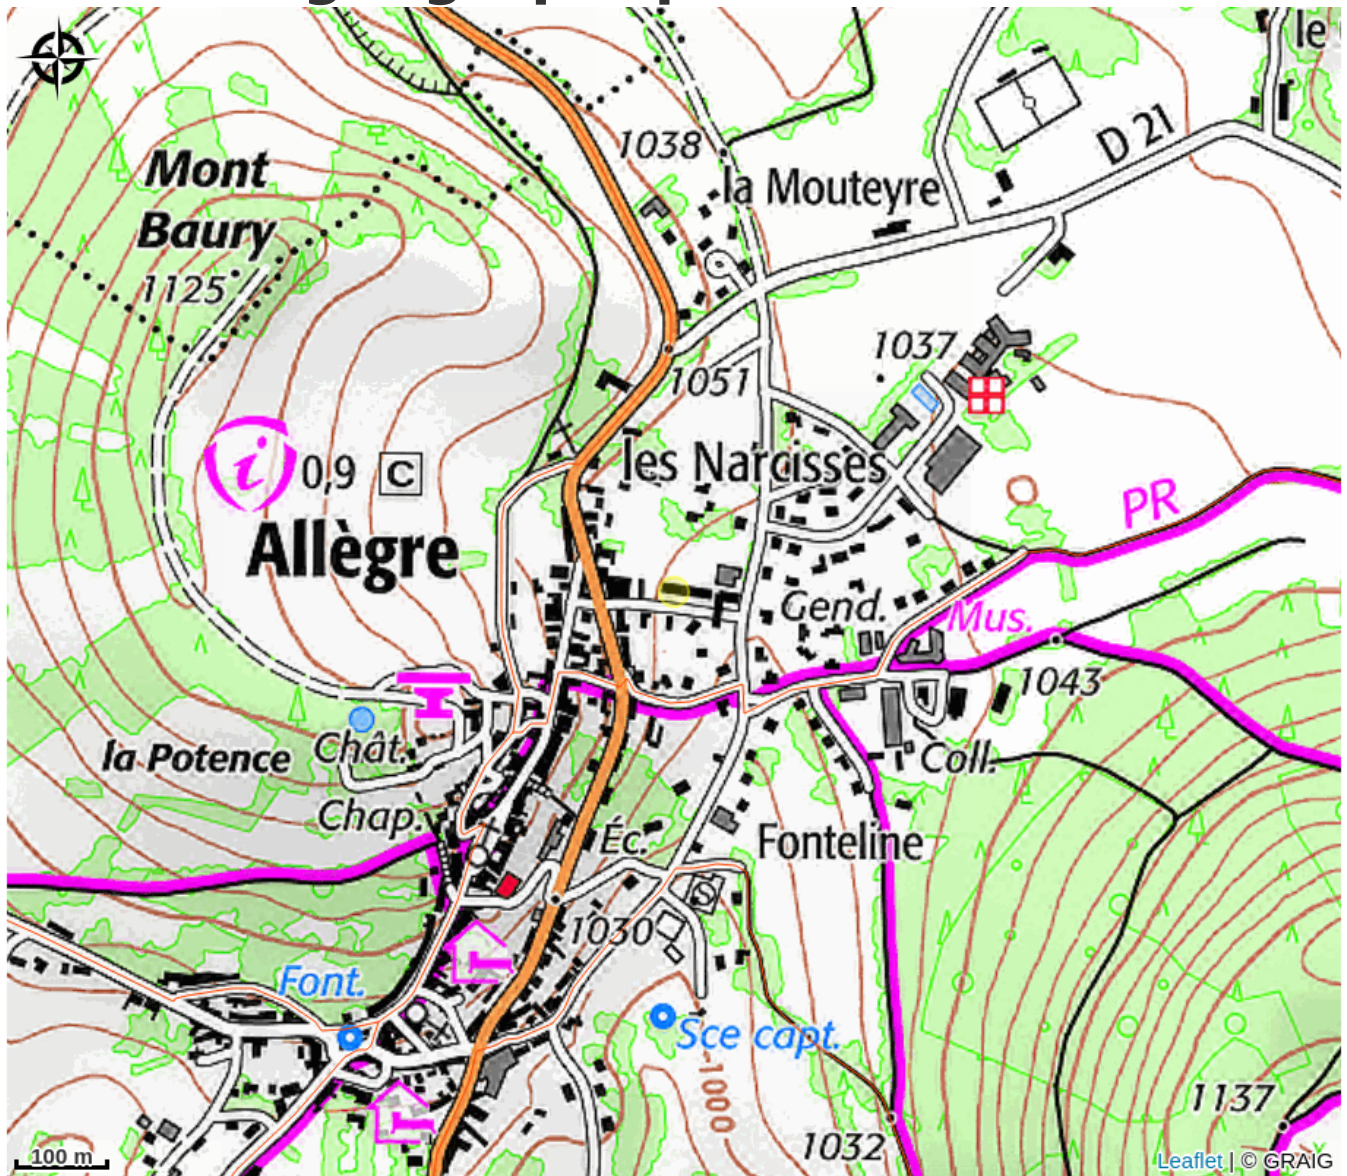 le
1038
D 21
Mont
Baury
la Mouteyre
1125
1037
1051
i
0,9
C
les Narcisses
PR
Allègre
Gend.
Mus.
1043
la Potence
Chât.
Coll.
Chap.
Éc.
Fonteline
1030
Font.
Sce capt.
1000
1137
1032
100 m
Leaflet | © GRAIG